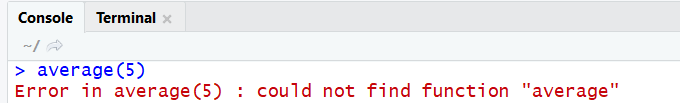 Console Terminal ×
~/
> average(5)
Error in average(5) : could not find function "average"